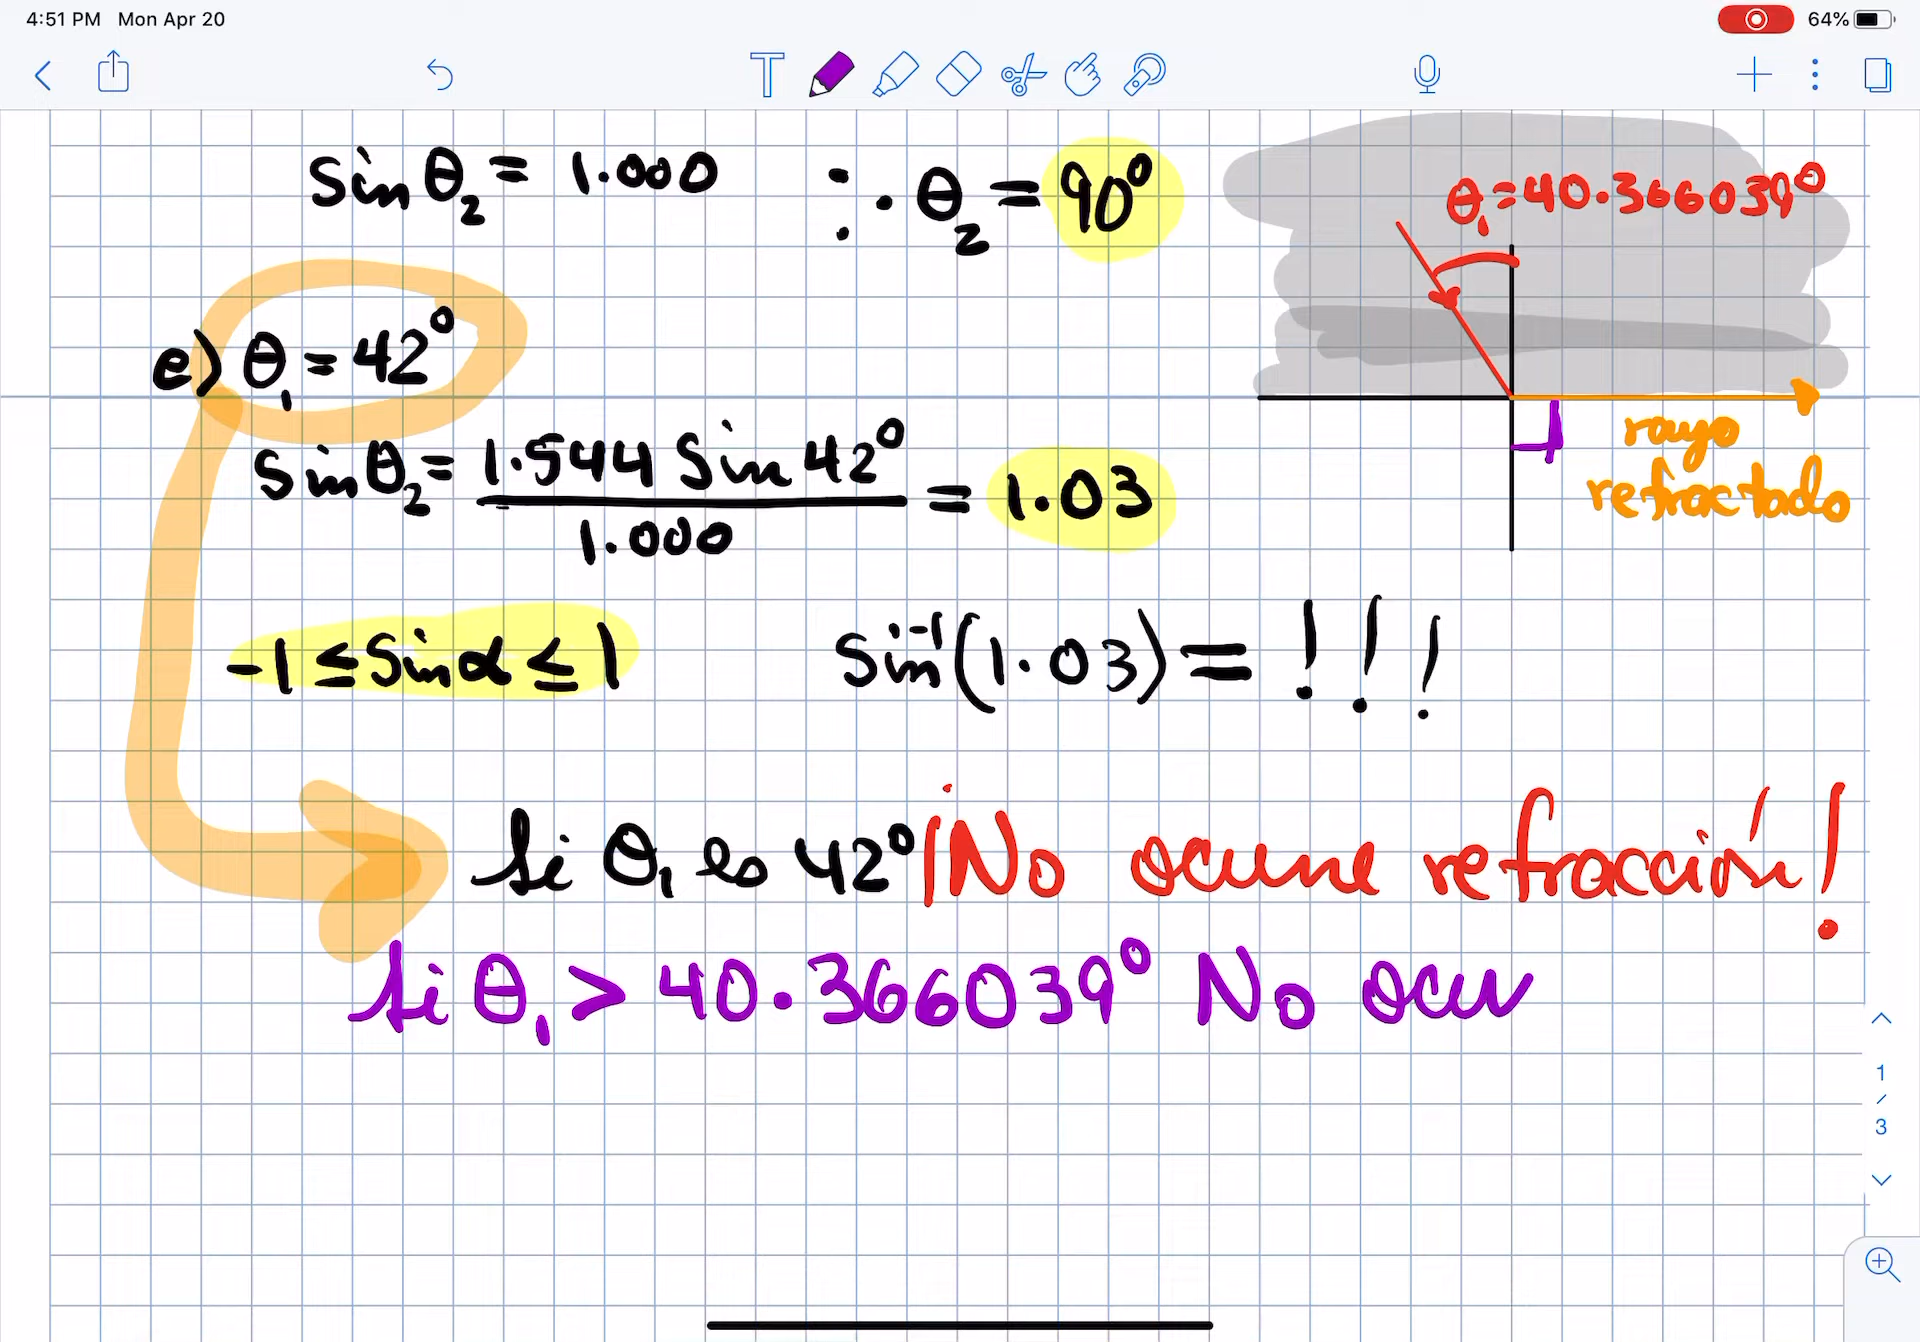 4:51 PM Mon Apr 20
64%
T
sin θ₂ = 1.000 ∴ θ₂ = 90°
θ₁ = 40.366039°
e) θ₁ = 42°
sin θ₂ = 1.544 sin 42° / 1.000 = 1.03
rayo
refractado
-1 ≤ sin α ≤ 1 sin⁻¹(1.03) = !!!
Si θ₁ es 42° ¡No ocurre refracción!
Si θ₁ > 40.366039° No ocur
1
/
3